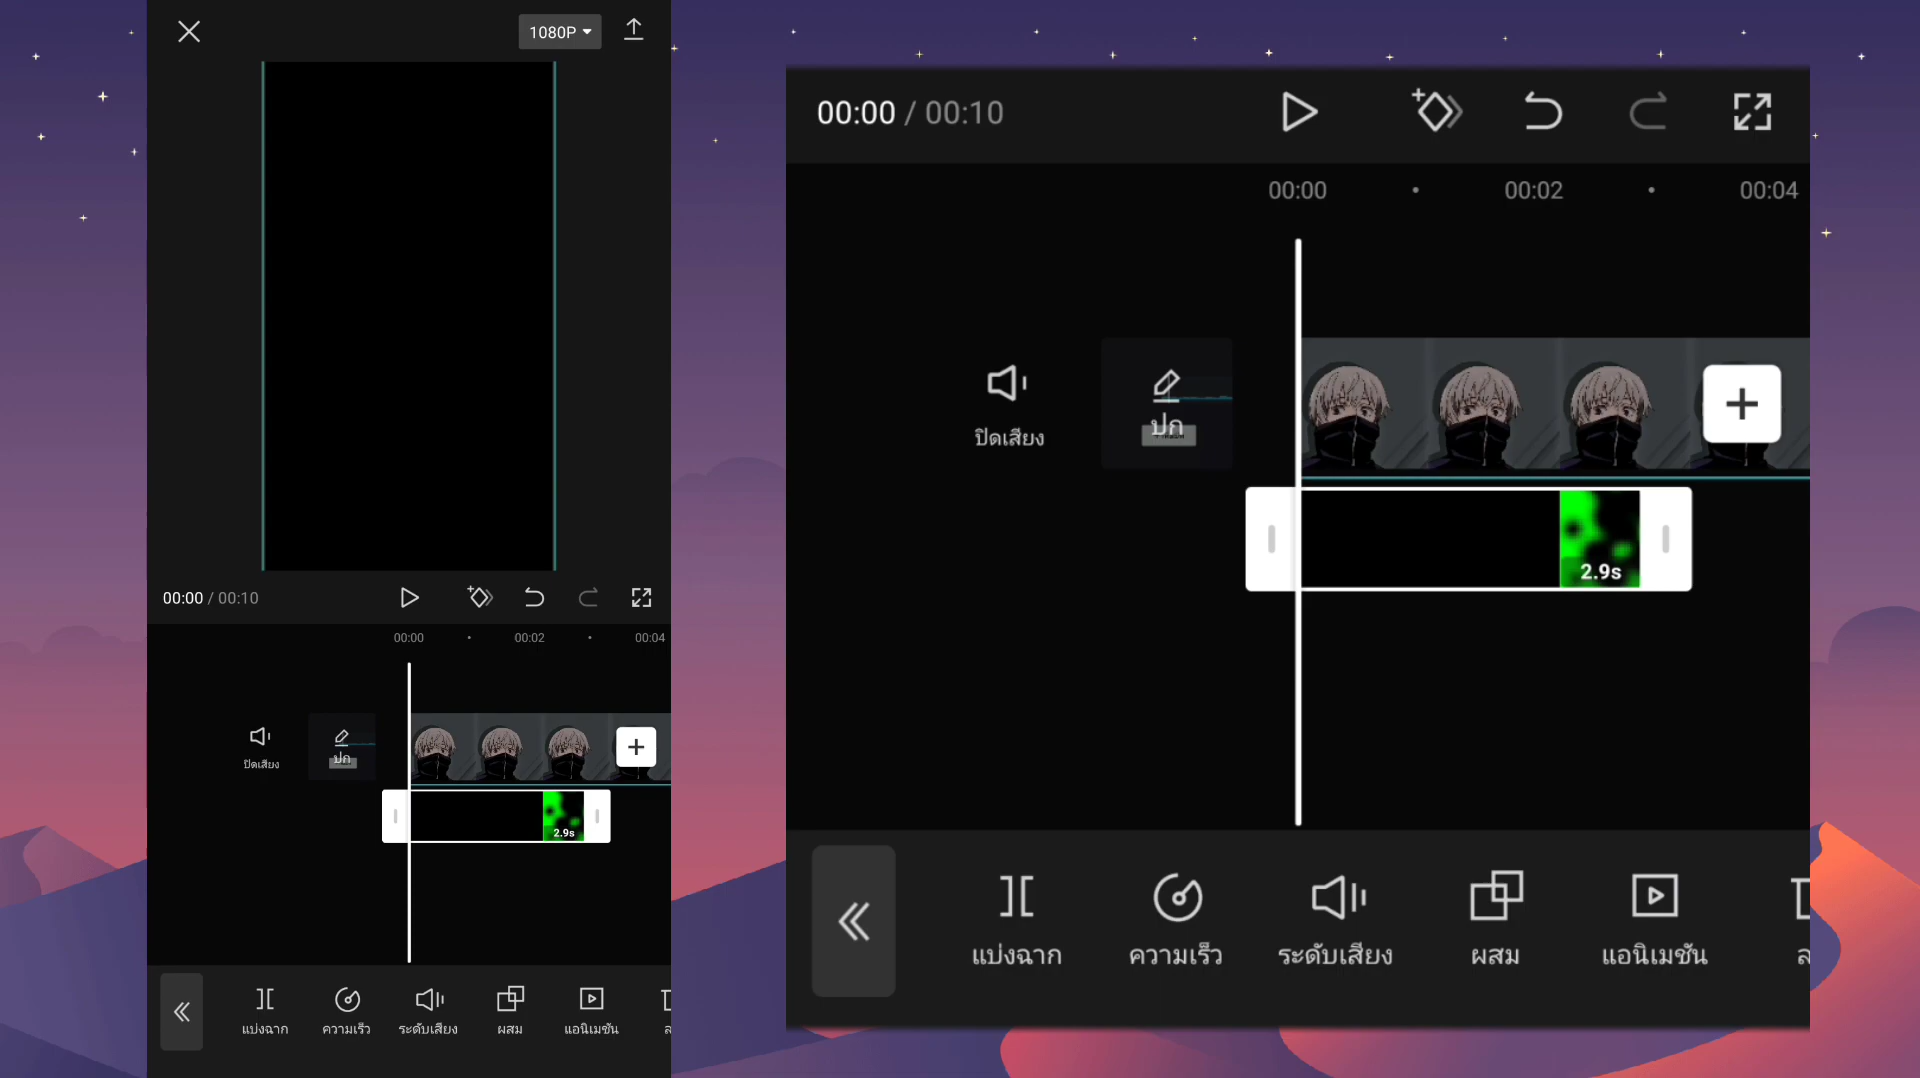 1080P
00:00 / 00:10
00:00
00:02
00:04
ปิดเสียง
ปก
2.9s
แบ่งฉาก
ความเร็ว
ระดับเสียง
ผสม
แอนิเมชัน
ล
00:00 / 00:10
00:00
00:02
00:04
ปิดเสียง
ปก
2.9s
แบ่งฉาก
ความเร็ว
ระดับเสียง
ผสม
แอนิเมชัน
ล